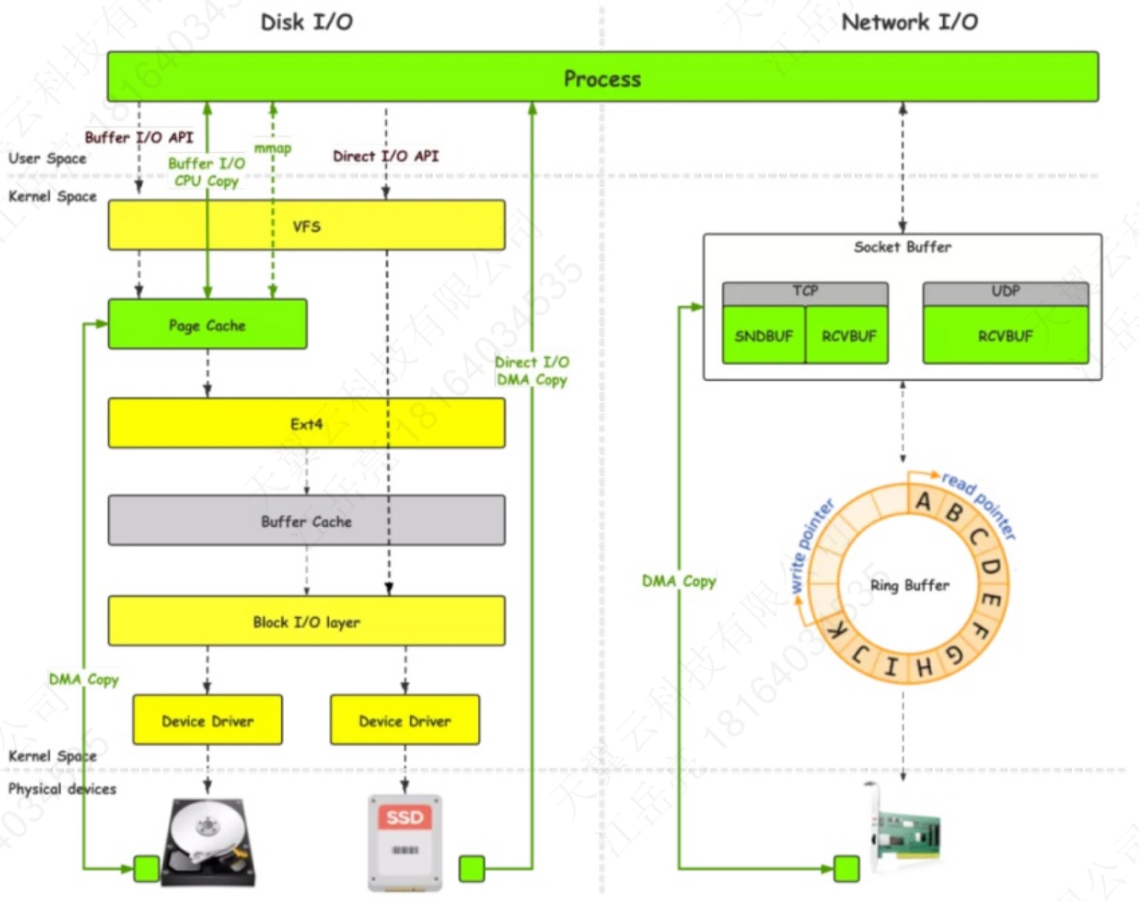 Disk I/O
Network I/O
Process
Buffer I/O API
Buffer I/O
CPU Copy
mmap
Direct I/O API
User Space
Kernel Space
VFS
Socket Buffer
TCP
UDP
SNDBUF
RCVBUF
RCVBUF
Page Cache
Direct I/O
DMA Copy
Ext4
Buffer Cache
read pointer
write pointer
A B C D E F G H I J K
Ring Buffer
DMA Copy
Block I/O layer
DMA Copy
Device Driver
Device Driver
Kernel Space
Physical devices
SSD
天翼云科技有限公司
江岳亮 18164034535